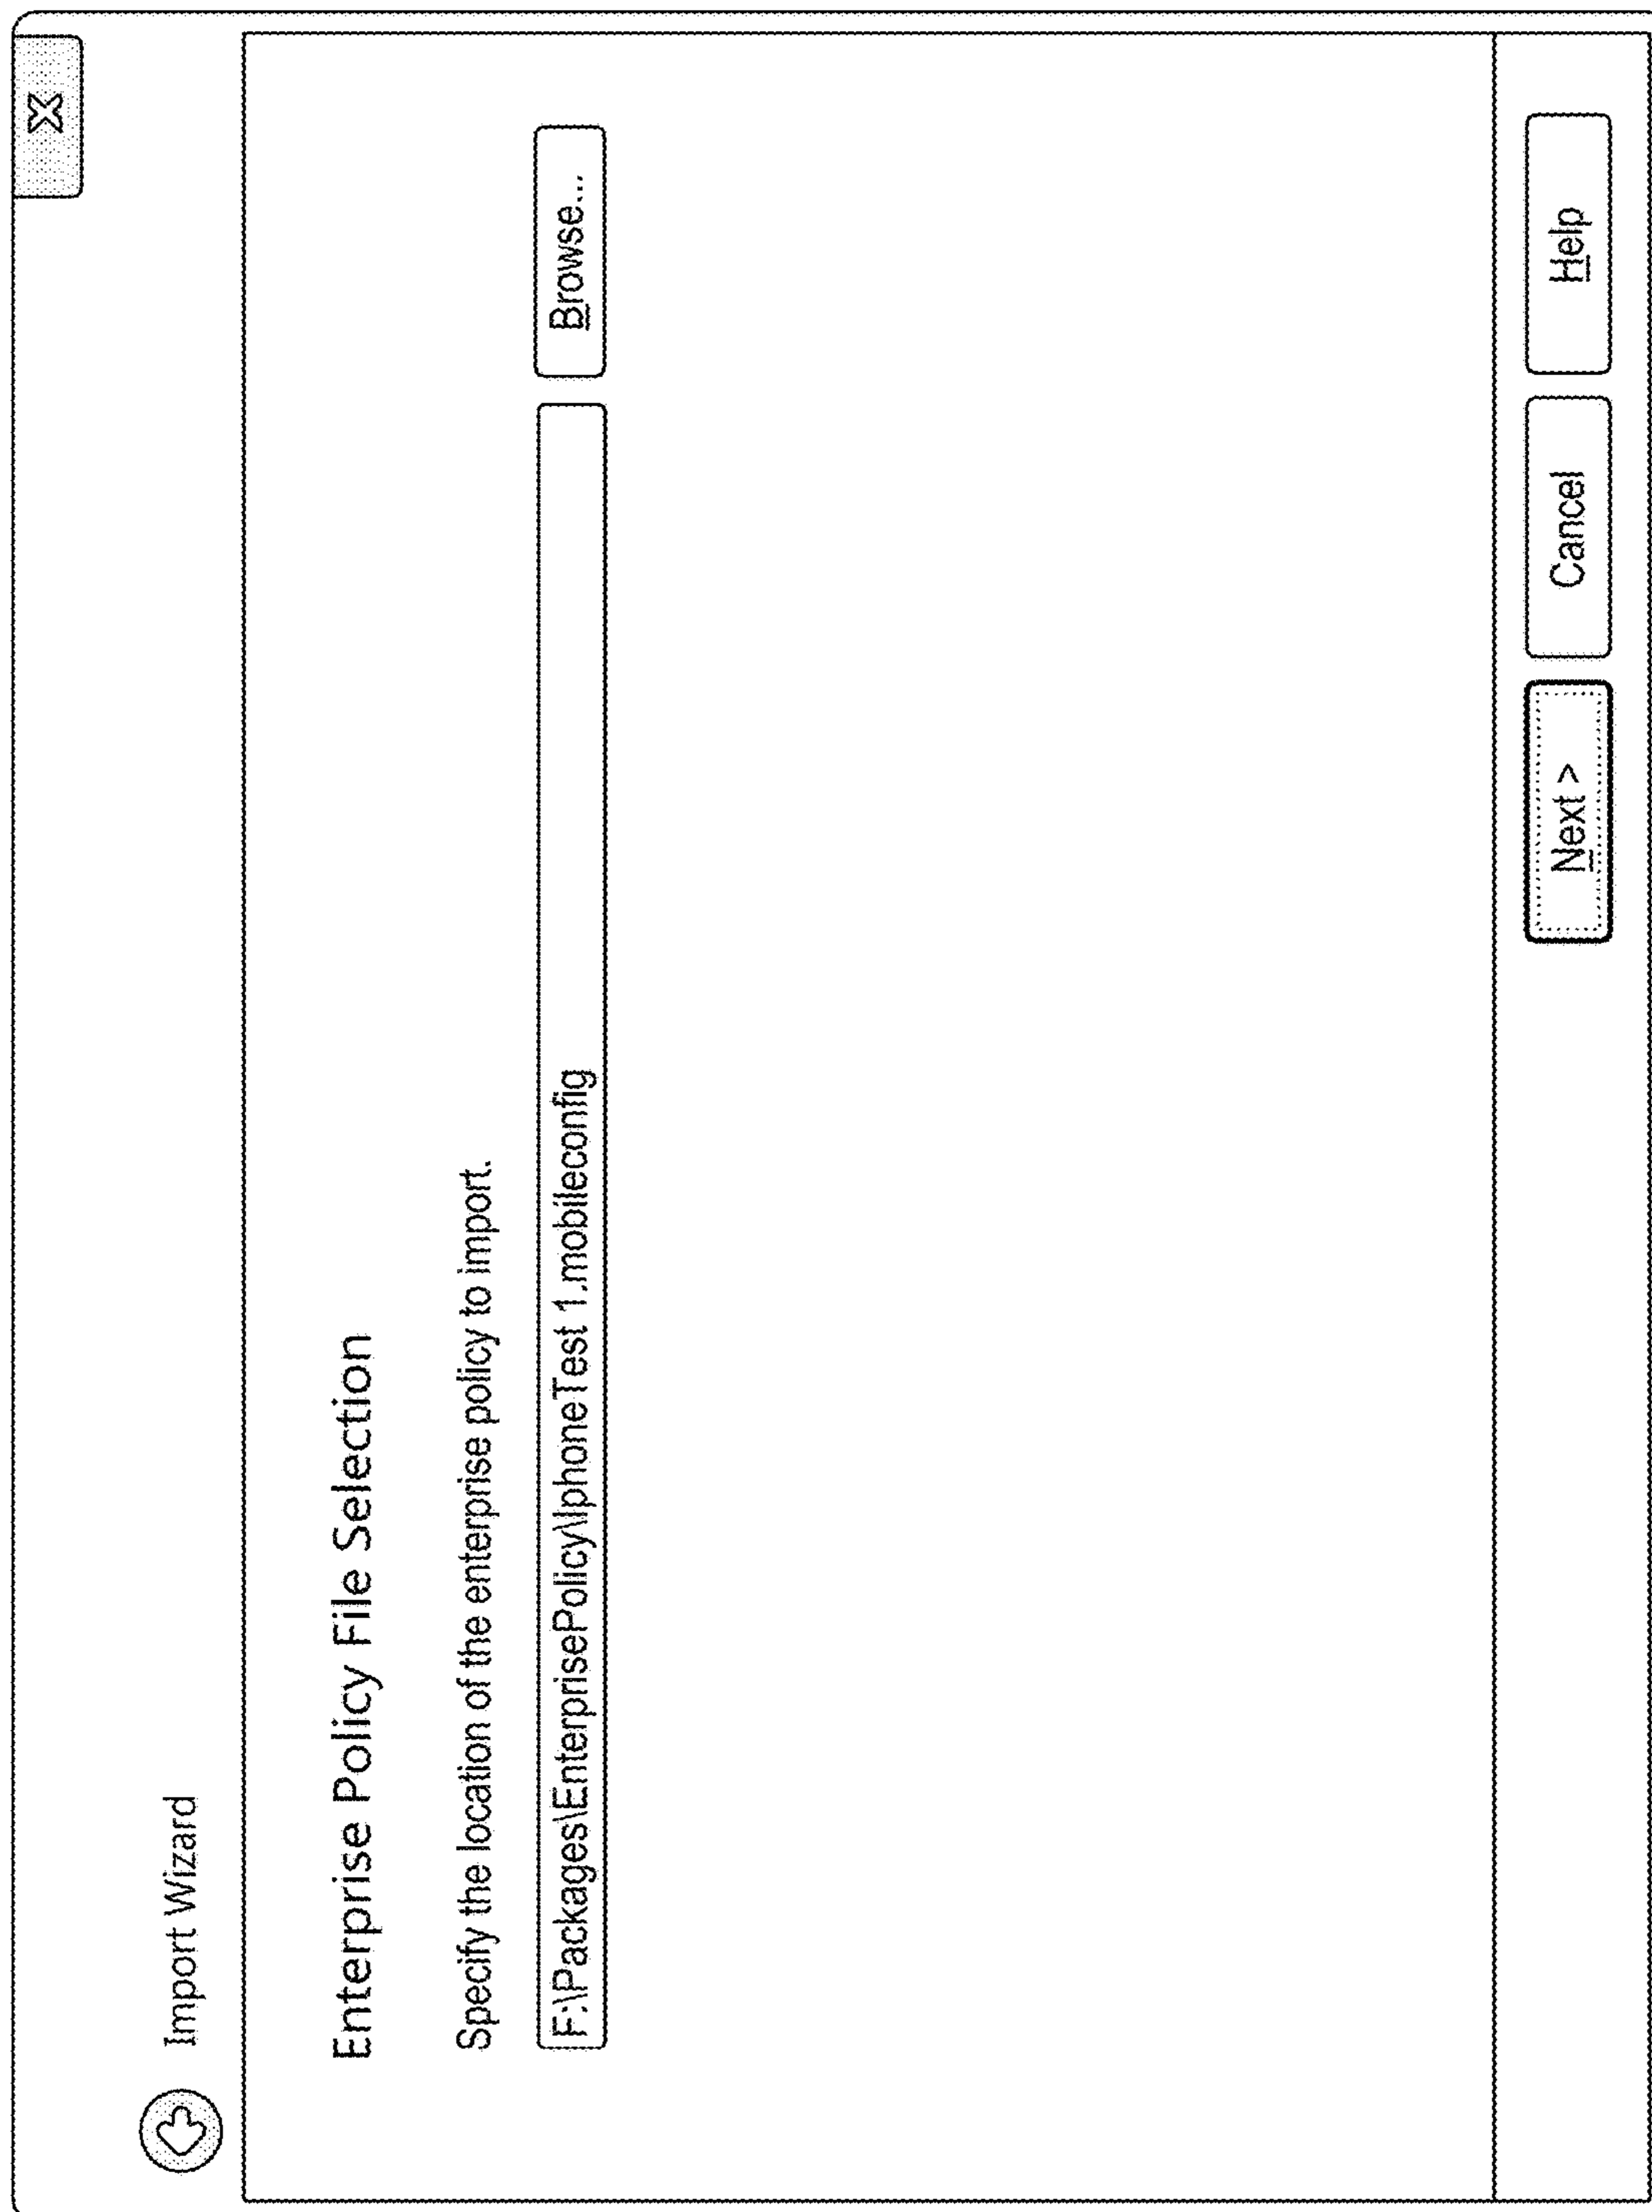 X
Import Wizard
Enterprise Policy File Selection
Specify the location of the enterprise policy to import.
F:\Packages\EnterprisePolicy\IphoneTest 1.mobileconfig
Browse...
Next >
Cancel
Help